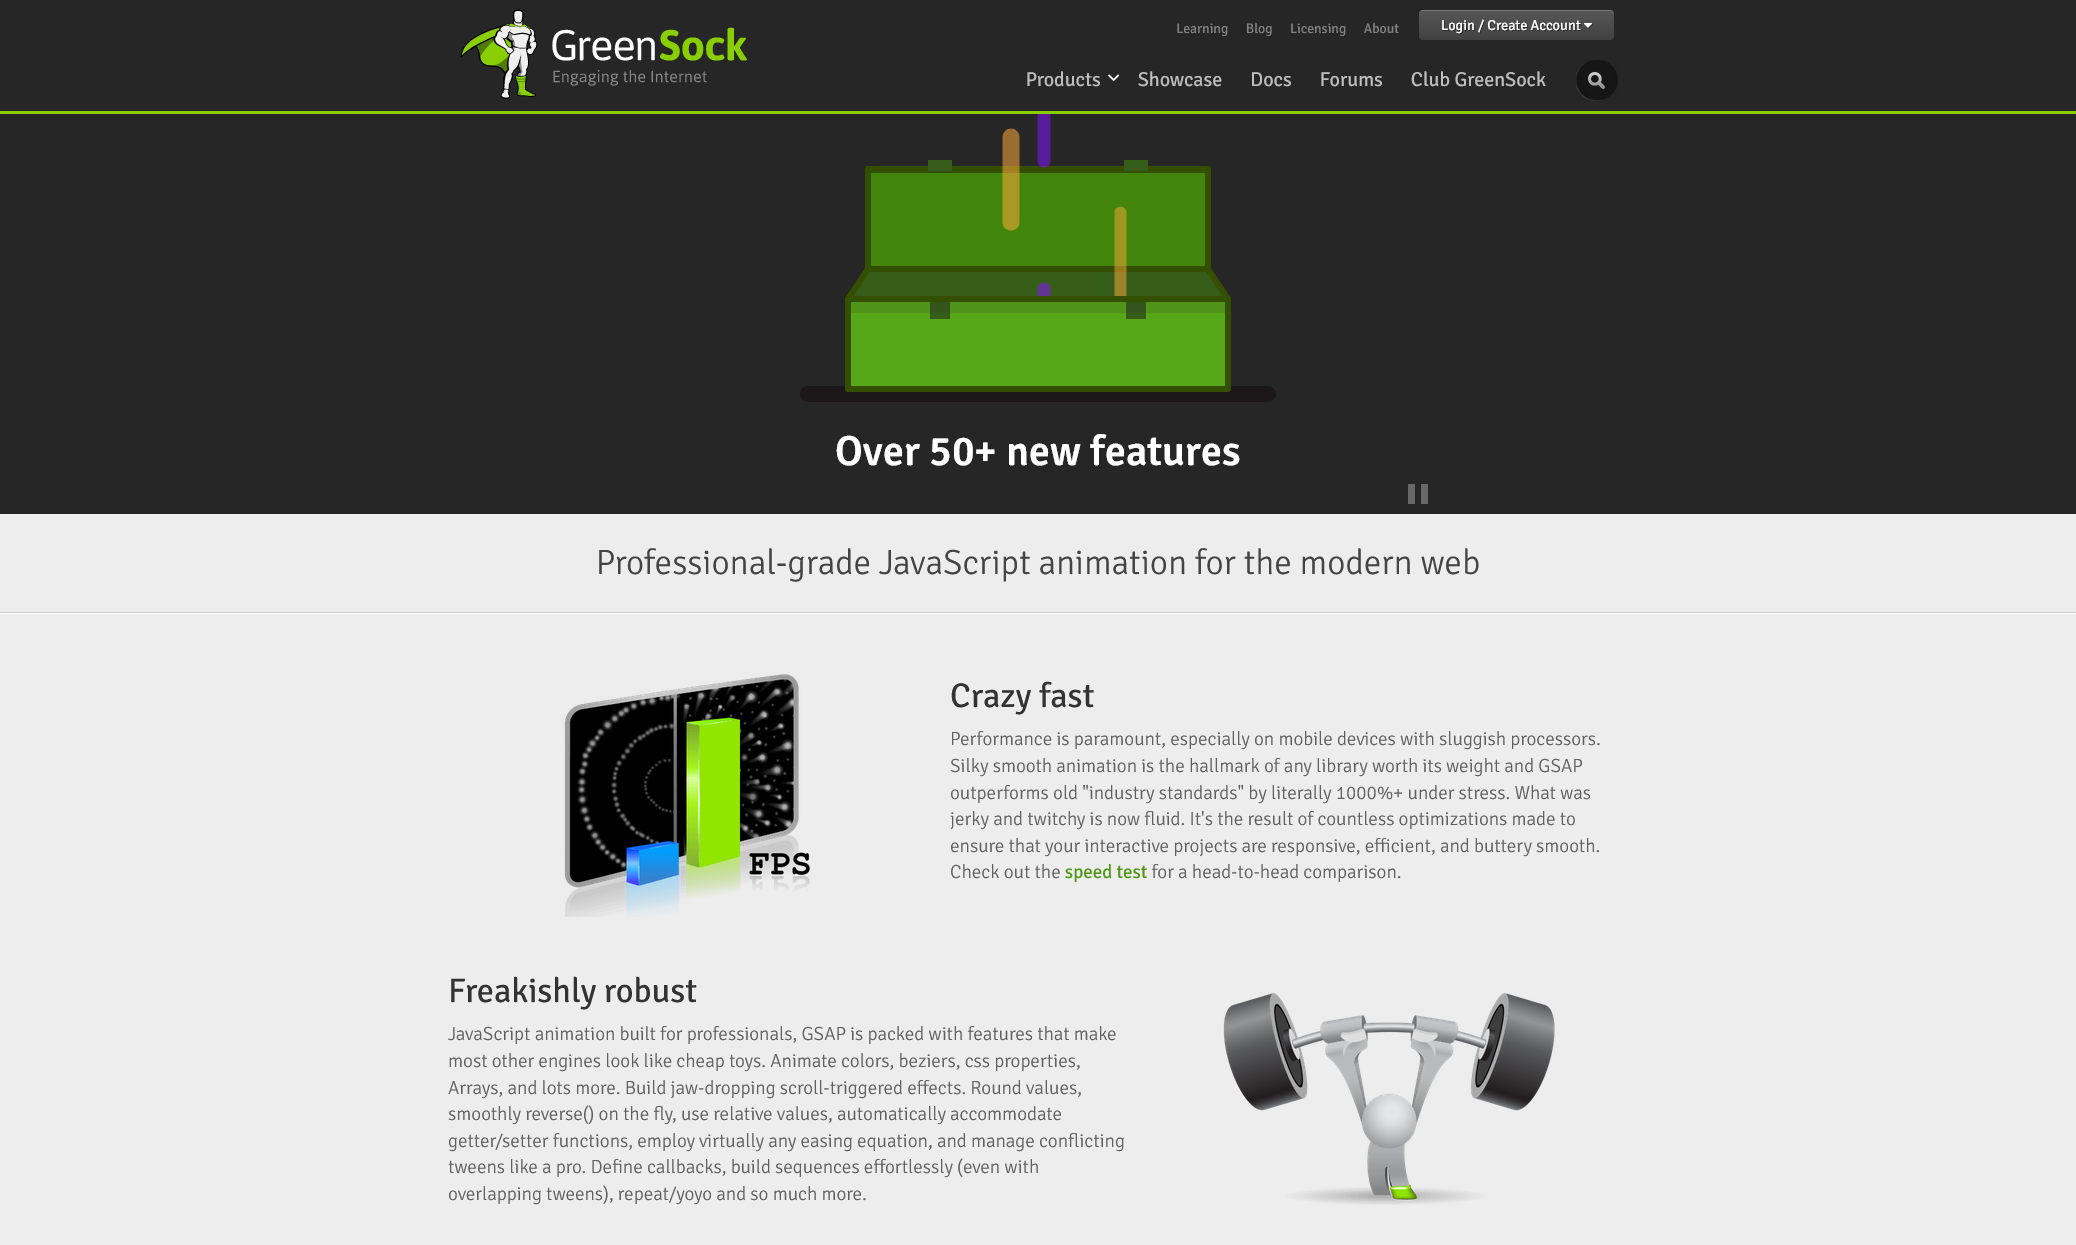 GreenSock
Engaging the Internet
Learning Blog Licensing About Login / Create Account
Products Showcase Docs Forums Club GreenSock
Over 50+ new features
Professional-grade JavaScript animation for the modern web
FPS
Crazy fast
Performance is paramount, especially on mobile devices with sluggish processors.
Silky smooth animation is the hallmark of any library worth its weight and GSAP
outperforms old "industry standards" by literally 1000%+ under stress. What was
jerky and twitchy is now fluid. It's the result of countless optimizations made to
ensure that your interactive projects are responsive, efficient, and buttery smooth.
Check out the speed test for a head-to-head comparison.
Freakishly robust
JavaScript animation built for professionals, GSAP is packed with features that make
most other engines look like cheap toys. Animate colors, beziers, css properties,
Arrays, and lots more. Build jaw-dropping scroll-triggered effects. Round values,
smoothly reverse() on the fly, use relative values, automatically accommodate
getter/setter functions, employ virtually any easing equation, and manage conflicting
tweens like a pro. Define callbacks, build sequences effortlessly (even with
overlapping tweens), repeat/yoyo and so much more.